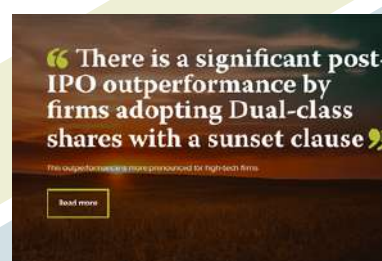 “ There is a significant post-
IPO outperformance by
firms adopting Dual-class
shares with a sunset clause ”
This outperformance is more pronounced for high-tech firms
Read more